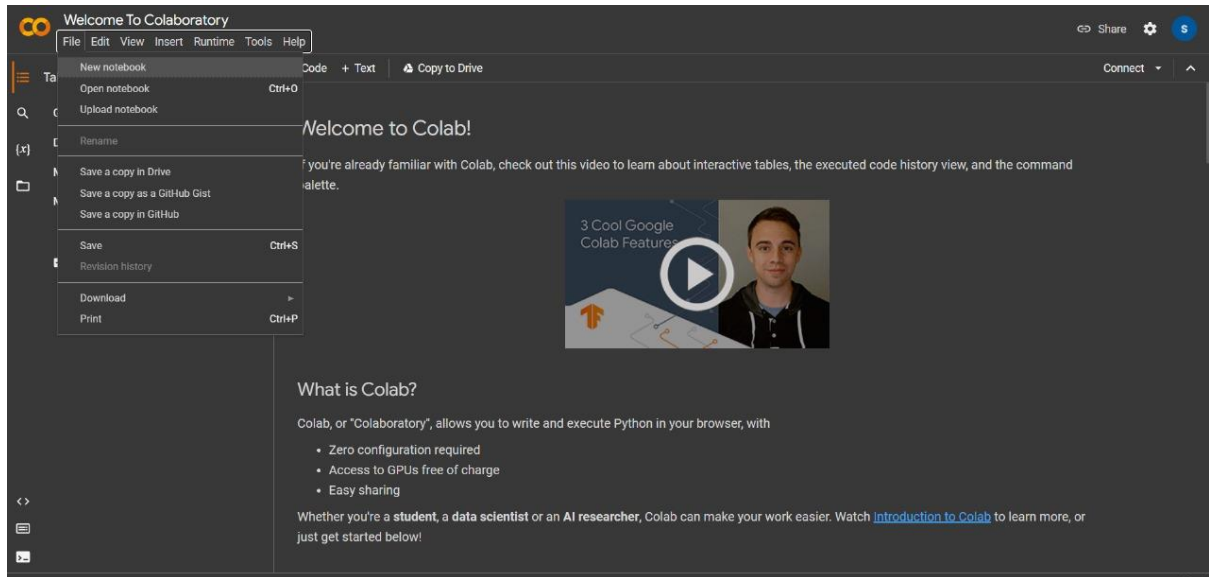 Welcome To Colaboratory
File Edit View Insert Runtime Tools Help
Share
S
New notebook
Open notebook Ctrl+O
Upload notebook
Rename
Save a copy in Drive
Save a copy as a GitHub Gist
Save a copy in GitHub
Save Ctrl+S
Revision history
Download
Print Ctrl+P
Ta
{x}
Code + Text Copy to Drive
Connect
Welcome to Colab!
f you're already familiar with Colab, check out this video to learn about interactive tables, the executed code history view, and the command
alette.
3 Cool Google
Colab Features
What is Colab?
Colab, or "Colaboratory", allows you to write and execute Python in your browser, with
• Zero configuration required
• Access to GPUs free of charge
• Easy sharing
Whether you're a student, a data scientist or an AI researcher, Colab can make your work easier. Watch Introduction to Colab to learn more, or
just get started below!